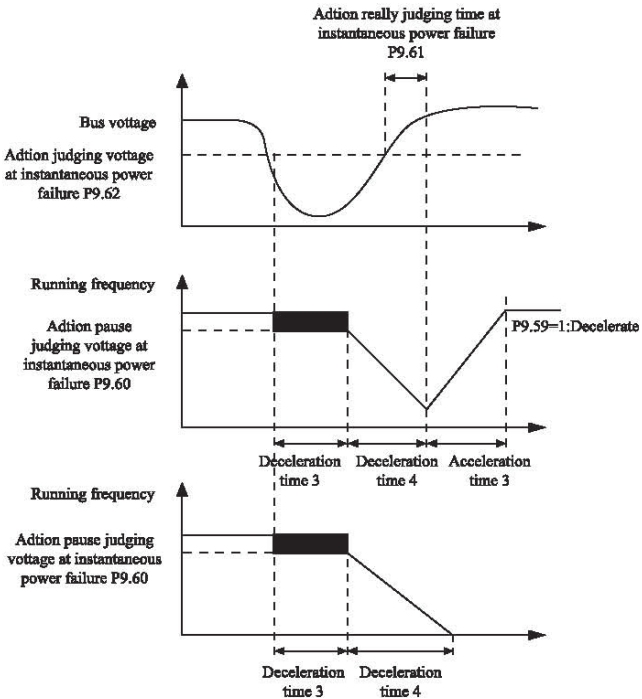 Adtion really judging time at
instantaneous power failure
P9.61
Bus vottage
Adtion judging vottage
at instantaneous power
failure P9.62
Running frequency
Adtion pause
judging vottage at
instantaneous power
failure P9.60
P9.59=1:Decelerate
Deceleration
time 3
Deceleration
time 4
Acceleration
time 3
Running frequency
Adtion pause judging
vottage at instantaneous
power failure P9.60
Deceleration
time 3
Deceleration
time 4